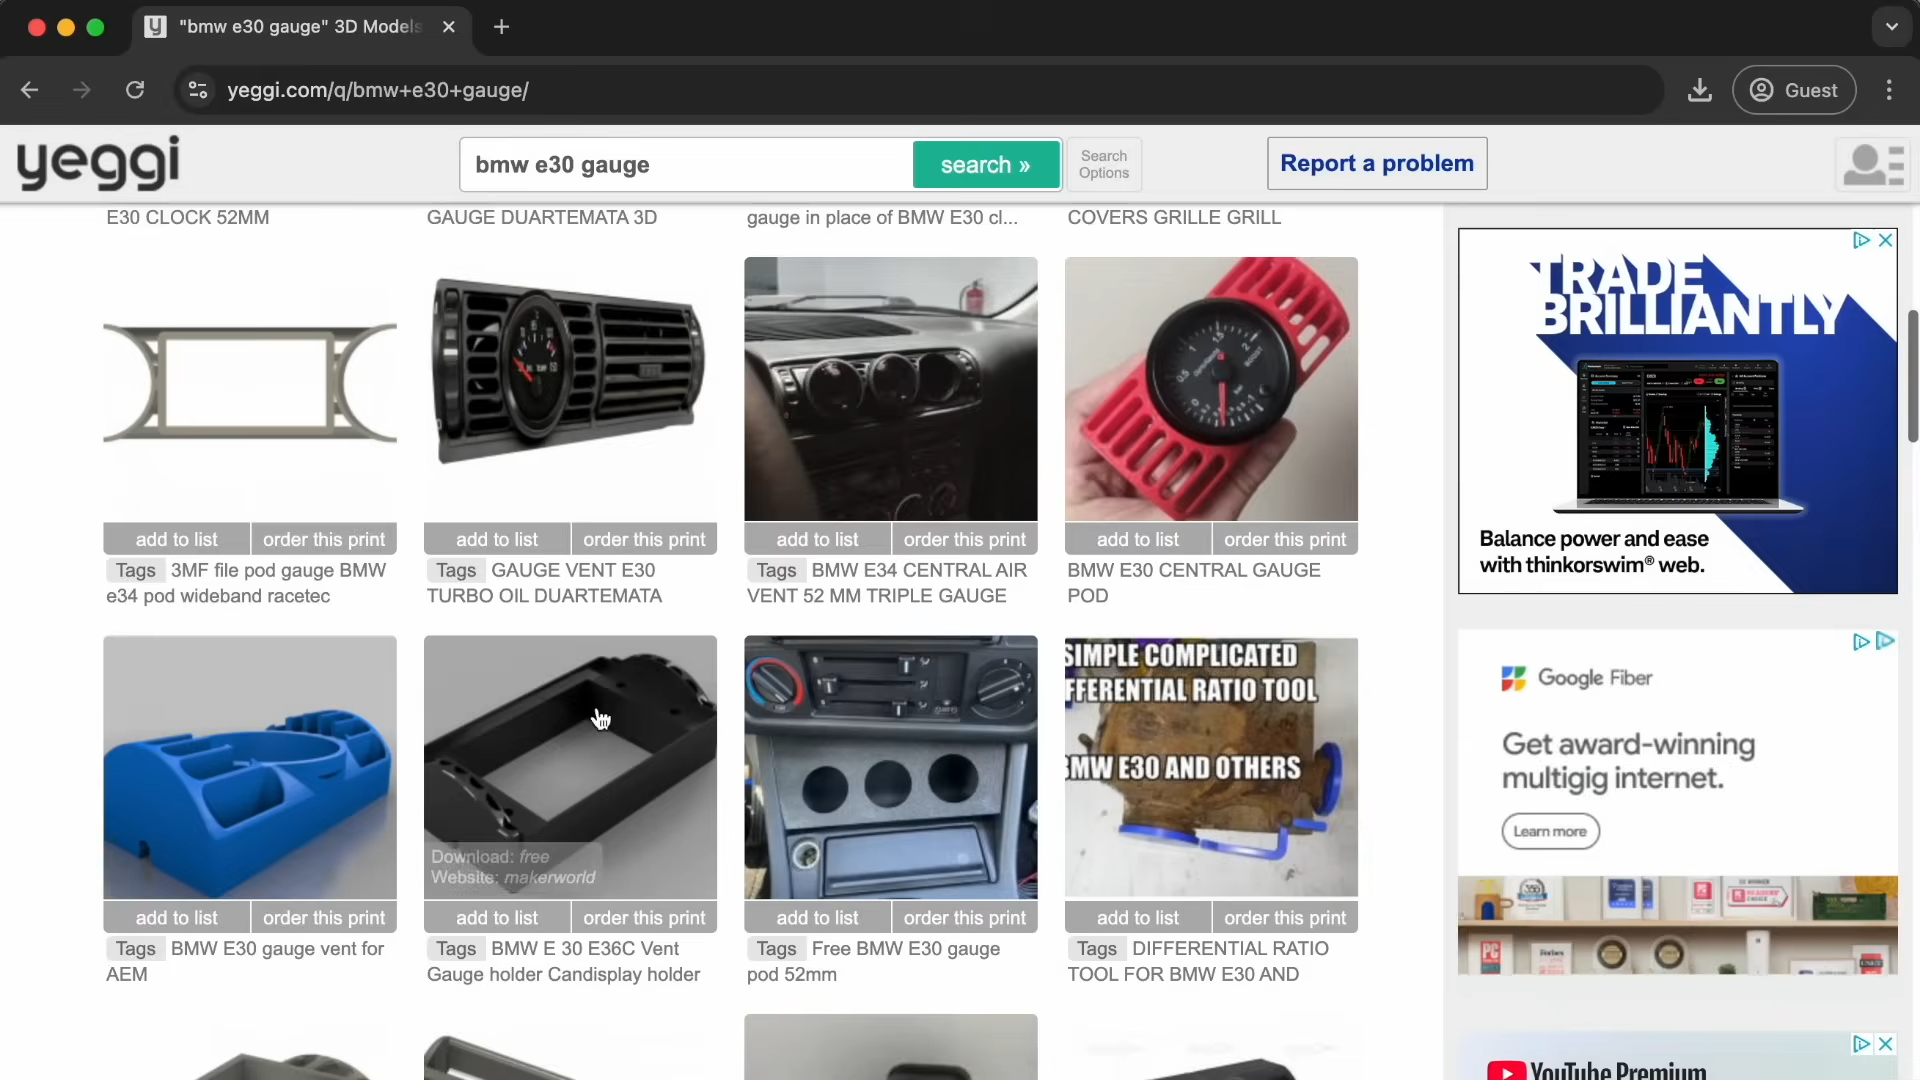 "bmw e30 gauge" 3D Models
yeggi.com/q/bmw+e30+gauge/
Guest
yeggi
bmw e30 gauge
search »
Search
Options
Report a problem
E30 CLOCK 52MM
GAUGE DUARTEMATA 3D
gauge in place of BMW E30 cl...
COVERS GRILLE GRILL
add to list
order this print
add to list
order this print
add to list
order this print
add to list
order this print
Tags 3MF file pod gauge BMW
e34 pod wideband racetec
Tags GAUGE VENT E30
TURBO OIL DUARTEMATA
Tags BMW E34 CENTRAL AIR
VENT 52 MM TRIPLE GAUGE
BMW E30 CENTRAL GAUGE
POD
SIMPLE COMPLICATED
FFERENTIAL RATIO TOOL
BMW E30 AND OTHERS
Download: free
Website: makerworld
add to list
order this print
add to list
order this print
add to list
order this print
add to list
order this print
Tags BMW E30 gauge vent for
AEM
Tags BMW E 30 E36C Vent
Gauge holder Candisplay holder
Tags Free BMW E30 gauge
pod 52mm
Tags DIFFERENTIAL RATIO
TOOL FOR BMW E30 AND
TRADE
BRILLIANTLY
Balance power and ease
with thinkorswim® web.
Google Fiber
Get award-winning
multigig internet.
Learn more
YouTube Premium